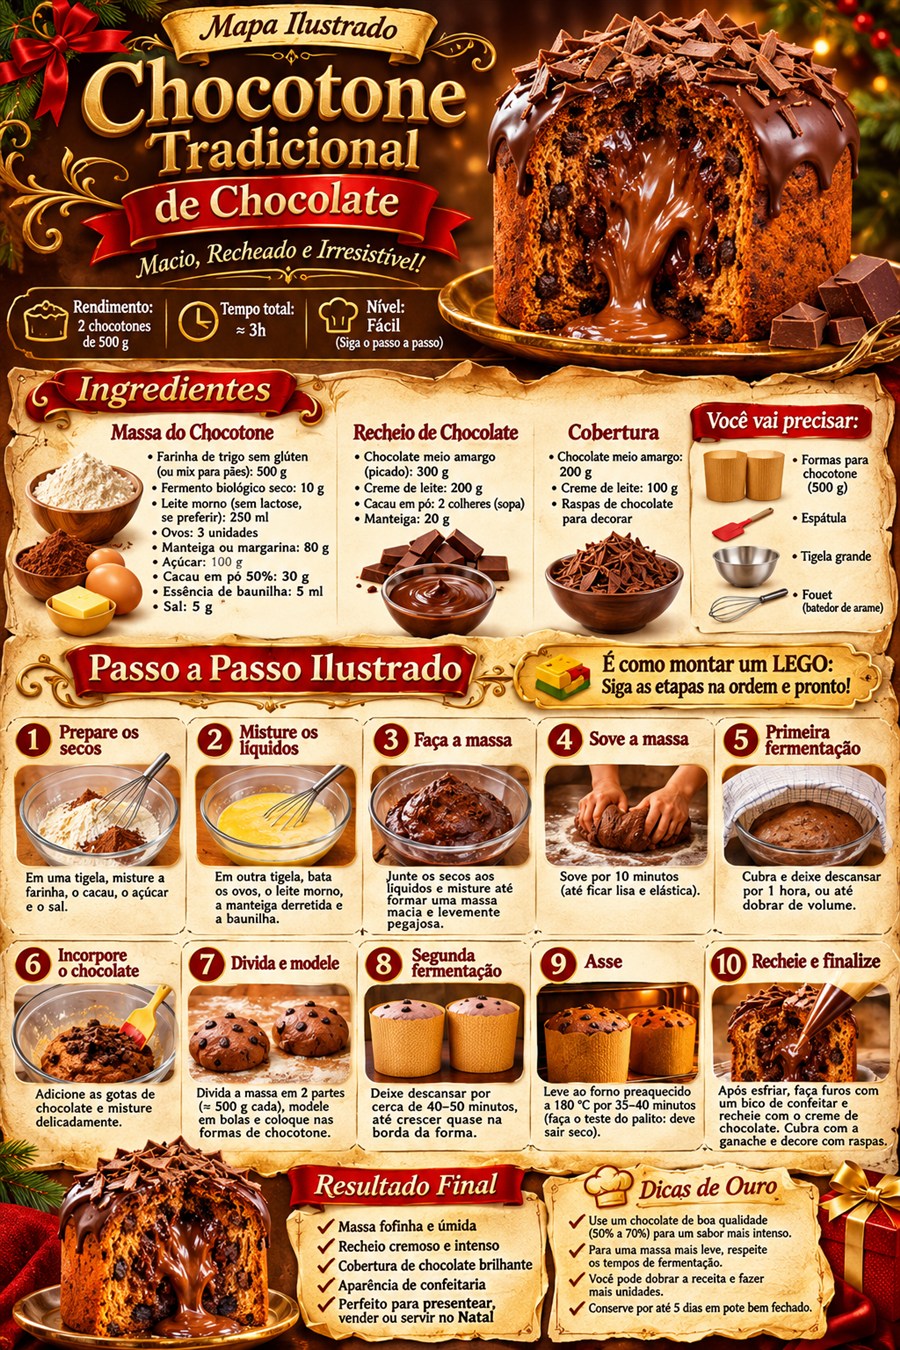 Mapa Ilustrado
Chocotone
Tradicional
de Chocolate
Macio, Recheado e Irresistível!
Rendimento:
2 chocotones
de 500 g
Tempo total:
≈ 3h
Nível:
Fácil
(Siga o passo a passo)
Ingredientes
Massa do Chocotone
• Farinha de trigo sem glúten
(ou mix para pães): 500 g
• Fermento biológico seco: 10 g
• Leite morno (sem lactose,
se preferir): 250 ml
• Ovos: 3 unidades
• Manteiga ou margarina: 80 g
• Açúcar: 100 g
• Cacau em pó 50%: 30 g
• Essência de baunilha: 5 ml
• Sal: 5 g
Recheio de Chocolate
• Chocolate meio amargo
(picado): 300 g
• Creme de leite: 200 g
• Cacau em pó: 2 colheres (sopa)
• Manteiga: 20 g
Cobertura
• Chocolate meio amargo:
200 g
• Creme de leite: 100 g
• Raspas de chocolate
para decorar
Você vai precisar:
• Formas para
chocotone
(500 g)
• Espátula
• Tigela grande
• Fouet
(batedor de arame)
Passo a Passo Ilustrado
É como montar um LEGO:
Siga as etapas na ordem e pronto!
1 Prepare os
secos
Em uma tigela, misture a
farinha, o cacau, o açúcar
e o sal.
2 Misture os
líquidos
Em outra tigela, bata
os ovos, o leite morno,
a manteiga derretida e
a baunilha.
3 Faça a massa
Junte os secos aos
líquidos e misture até
formar uma massa
macia e levemente
pegajosa.
4 Sove a massa
Sove por 10 minutos
(até ficar lisa e elástica).
5 Primeira
fermentação
Cubra e deixe descansar
por 1 hora, ou até
dobrar de volume.
6 Incorpore
o chocolate
Adicione as gotas de
chocolate e misture
delicadamente.
7 Divida e modele
Divida a massa em 2 partes
(≈ 500 g cada), modele
em bolas e coloque nas
formas de chocotone.
8 Segunda
fermentação
Deixe descansar por
cerca de 40–50 minutos,
até crescer quase na
borda da forma.
9 Asse
Leve ao forno preaquecido
a 180 °C por 35–40 minutos
(faça o teste do palito: deve
sair seco).
10 Recheie e finalize
Após esfriar, faça furos com
um bico de confeitar e
recheie com o creme de
chocolate. Cubra com a
ganache e decore com raspas.
Resultado Final
✓ Massa fofinha e úmida
✓ Recheio cremoso e intenso
✓ Cobertura de chocolate brilhante
✓ Aparência de confeitaria
✓ Perfeito para presentear,
vender ou servir no Natal
Dicas de Ouro
✓ Use um chocolate de boa qualidade
(50% a 70%) para um sabor mais intenso.
✓ Para uma massa mais leve, respeite
os tempos de fermentação.
✓ Você pode dobrar a receita e fazer
mais unidades.
✓ Conserve por até 5 dias em pote bem fechado.